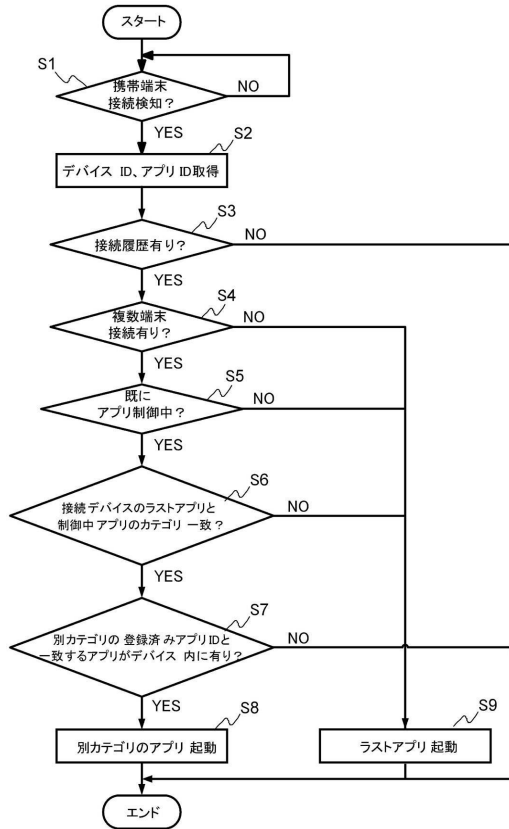 スタート
S1
携帯端末
接続検知？
NO
YES
S2
デバイス ID、アプリ ID取得
S3
接続履歴有り？
NO
YES
S4
複数端末
接続有り？
NO
YES
S5
既に
アプリ制御中？
NO
YES
S6
接続デバイスのラストアプリと
制御中アプリのカテゴリ一致？
NO
YES
S7
別カテゴリの登録済みアプリIDと
一致するアプリがデバイス内に有り？
NO
YES
S8
別カテゴリのアプリ起動
S9
ラストアプリ起動
エンド